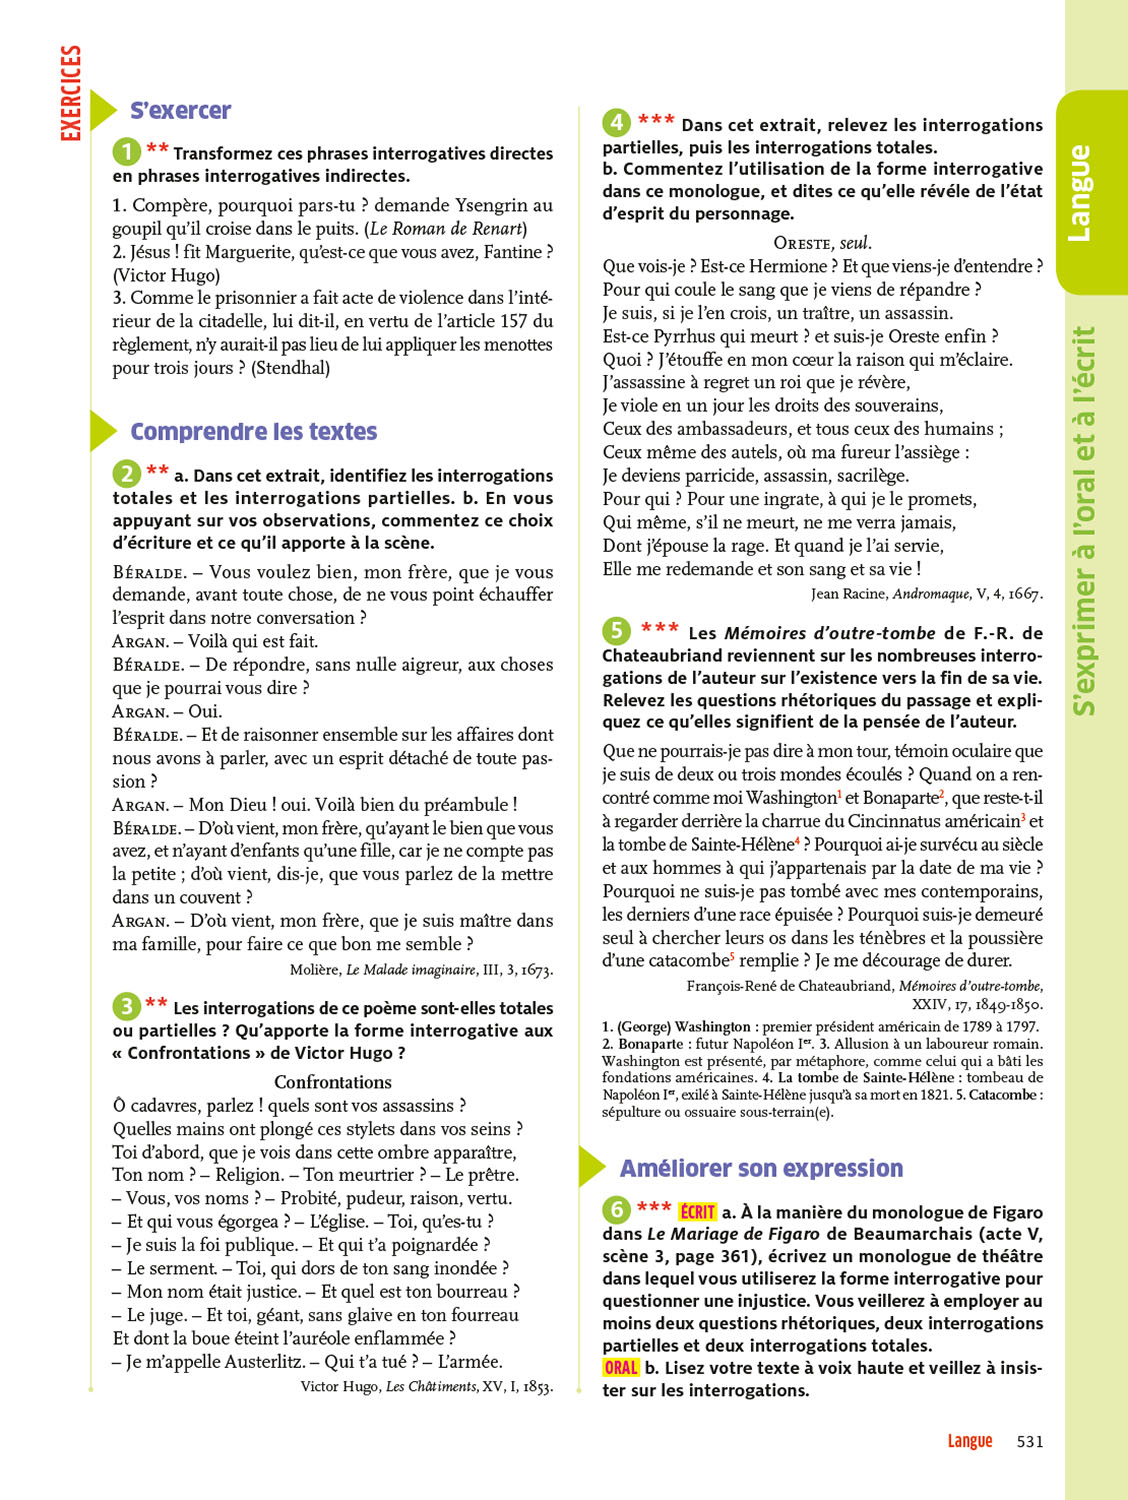 EXERCICES
S'exercer
1 ** Transformez ces phrases interrogatives directes
en phrases interrogatives indirectes.
1. Compère, pourquoi pars-tu ? demande Ysengrin au
goupil qu'il croise dans le puits. (Le Roman de Renart)
2. Jésus ! fit Marguerite, qu'est-ce que vous avez, Fantine ?
(Victor Hugo)
3. Comme le prisonnier a fait acte de violence dans l'inté-
rieur de la citadelle, lui dit-il, en vertu de l'article 157 du
règlement, n'y aurait-il pas lieu de lui appliquer les menottes
pour trois jours ? (Stendhal)
Comprendre les textes
2 ** a. Dans cet extrait, identifiez les interrogations
totales et les interrogations partielles. b. En vous
appuyant sur vos observations, commentez ce choix
d'écriture et ce qu'il apporte à la scène.
BÉRALDE. – Vous voulez bien, mon frère, que je vous
demande, avant toute chose, de ne vous point échauffer
l'esprit dans notre conversation ?
ARGAN. – Voilà qui est fait.
BÉRALDE. – De répondre, sans nulle aigreur, aux choses
que je pourrai vous dire ?
ARGAN. – Oui.
BÉRALDE. – Et de raisonner ensemble sur les affaires dont
nous avons à parler, avec un esprit détaché de toute pas-
sion ?
ARGAN. – Mon Dieu ! oui. Voilà bien du préambule !
BÉRALDE. – D'où vient, mon frère, qu'ayant le bien que vous
avez, et n'ayant d'enfants qu'une fille, car je ne compte pas
la petite ; d'où vient, dis-je, que vous parlez de la mettre
dans un couvent ?
ARGAN. – D'où vient, mon frère, que je suis maître dans
ma famille, pour faire ce que bon me semble ?
Molière, Le Malade imaginaire, III, 3, 1673.
3 ** Les interrogations de ce poème sont-elles totales
ou partielles ? Qu'apporte la forme interrogative aux
« Confrontations » de Victor Hugo ?
Confrontations
Ô cadavres, parlez ! quels sont vos assassins ?
Quelles mains ont plongé ces stylets dans vos seins ?
Toi d'abord, que je vois dans cette ombre apparaître,
Ton nom ? – Religion. – Ton meurtrier ? – Le prêtre.
– Vous, vos noms ? – Probité, pudeur, raison, vertu.
– Et qui vous égorgea ? – L'église. – Toi, qu'es-tu ?
– Je suis la foi publique. – Et qui t'a poignardée ?
– Le serment. – Toi, qui dors de ton sang inondée ?
– Mon nom était justice. – Et quel est ton bourreau ?
– Le juge. – Et toi, géant, sans glaive en ton fourreau
Et dont la boue éteint l'auréole enflammée ?
– Je m'appelle Austerlitz. – Qui t'a tué ? – L'armée.
Victor Hugo, Les Châtiments, XV, I, 1853.
4 *** Dans cet extrait, relevez les interrogations
partielles, puis les interrogations totales.
b. Commentez l'utilisation de la forme interrogative
dans ce monologue, et dites ce qu'elle révéle de l'état
d'esprit du personnage.
ORESTE, seul.
Que vois-je ? Est-ce Hermione ? Et que viens-je d'entendre ?
Pour qui coule le sang que je viens de répandre ?
Je suis, si je l'en crois, un traître, un assassin.
Est-ce Pyrrhus qui meurt ? et suis-je Oreste enfin ?
Quoi ? J'étouffe en mon cœur la raison qui m'éclaire.
J'assassine à regret un roi que je révère,
Je viole en un jour les droits des souverains,
Ceux des ambassadeurs, et tous ceux des humains ;
Ceux même des autels, où ma fureur l'assiège :
Je deviens parricide, assassin, sacrilège.
Pour qui ? Pour une ingrate, à qui je le promets,
Qui même, s'il ne meurt, ne me verra jamais,
Dont j'épouse la rage. Et quand je l'ai servie,
Elle me redemande et son sang et sa vie !
Jean Racine, Andromaque, V, 4, 1667.
5 *** Les Mémoires d'outre-tombe de F.-R. de
Chateaubriand reviennent sur les nombreuses interro-
gations de l'auteur sur l'existence vers la fin de sa vie.
Relevez les questions rhétoriques du passage et expli-
quez ce qu'elles signifient de la pensée de l'auteur.
Que ne pourrais-je pas dire à mon tour, témoin oculaire que
je suis de deux ou trois mondes écoulés ? Quand on a ren-
contré comme moi Washington1 et Bonaparte2, que reste-t-il
à regarder derrière la charrue du Cincinnatus américain3 et
la tombe de Sainte-Hélène4 ? Pourquoi ai-je survécu au siècle
et aux hommes à qui j'appartenais par la date de ma vie ?
Pourquoi ne suis-je pas tombé avec mes contemporains,
les derniers d'une race épuisée ? Pourquoi suis-je demeuré
seul à chercher leurs os dans les ténèbres et la poussière
d'une catacombe5 remplie ? Je me décourage de durer.
François-René de Chateaubriand, Mémoires d'outre-tombe,
XXIV, 17, 1849-1850.
1. (George) Washington : premier président américain de 1789 à 1797.
2. Bonaparte : futur Napoléon Ier. 3. Allusion à un laboureur romain.
Washington est présenté, par métaphore, comme celui qui a bâti les
fondations américaines. 4. La tombe de Sainte-Hélène : tombeau de
Napoléon Ier, exilé à Sainte-Hélène jusqu'à sa mort en 1821. 5. Catacombe :
sépulture ou ossuaire sous-terrain(e).
Améliorer son expression
6 *** ÉCRIT a. À la manière du monologue de Figaro
dans Le Mariage de Figaro de Beaumarchais (acte V,
scène 3, page 361), écrivez un monologue de théâtre
dans lequel vous utiliserez la forme interrogative pour
questionner une injustice. Vous veillerez à employer au
moins deux questions rhétoriques, deux interrogations
partielles et deux interrogations totales.
ORAL b. Lisez votre texte à voix haute et veillez à insis-
ter sur les interrogations.
Langue
S'exprimer à l'oral et à l'écrit
Langue 531